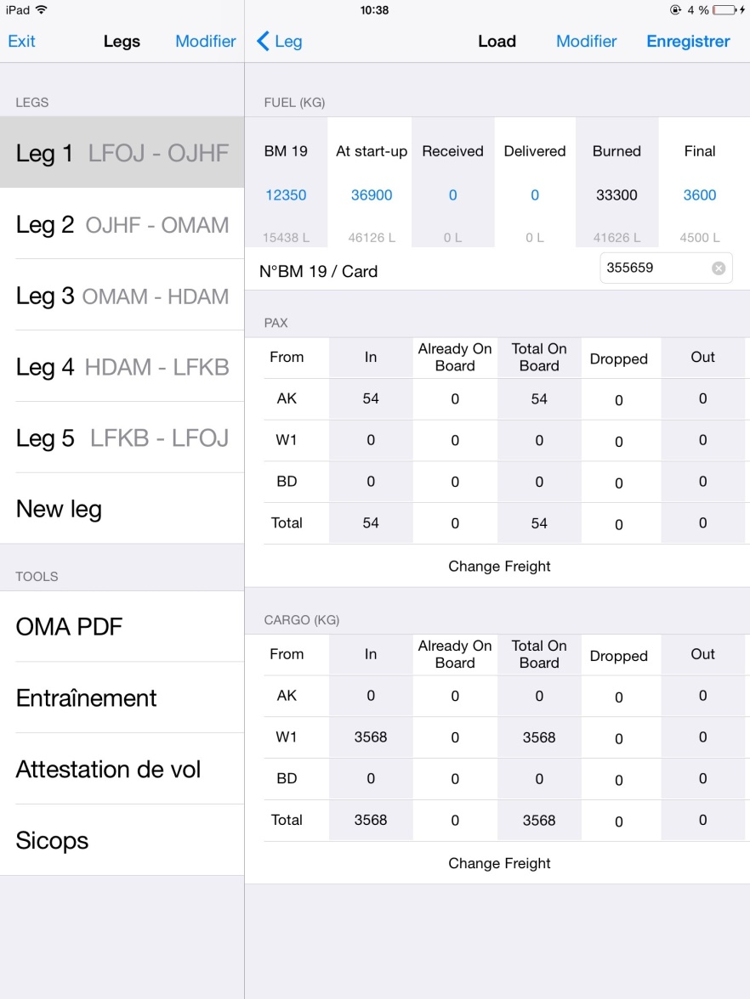 iPad 10:38 4 %
Exit Legs Modifier
LEGS
Leg 1 LFOJ - OJHF
Leg 2 OJHF - OMAM
Leg 3 OMAM - HDAM
Leg 4 HDAM - LFKB
Leg 5 LFKB - LFOJ
New leg
TOOLS
OMA PDF
Entraînement
Attestation de vol
Sicops
Leg Load Modifier Enregistrer
FUEL (KG)
BM 19 At start-up Received Delivered Burned Final
12350 36900 0 0 33300 3600
15438 L 46126 L 0 L 0 L 41626 L 4500 L
N°BM 19 / Card 355659
PAX
From In Already On Board Total On Board Dropped Out
AK 54 0 54 0 0
W1 0 0 0 0 0
BD 0 0 0 0 0
Total 54 0 54 0 0
Change Freight
CARGO (KG)
From In Already On Board Total On Board Dropped Out
AK 0 0 0 0 0
W1 3568 0 3568 0 0
BD 0 0 0 0 0
Total 3568 0 3568 0 0
Change Freight